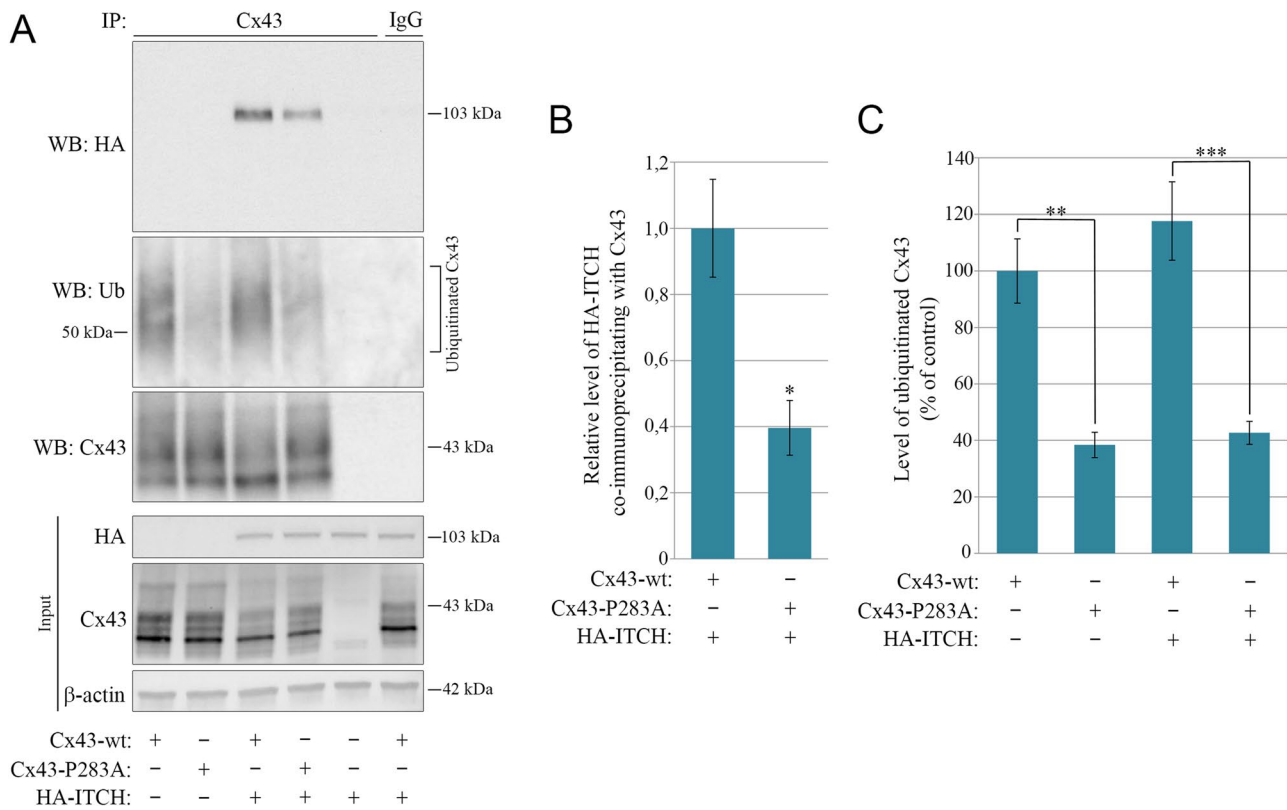 A
IP: Cx43 IgG
WB: HA
103 kDa
WB: Ub
50 kDa
Ubiquitinated Cx43
WB: Cx43
43 kDa
Input
HA
103 kDa
Cx43
43 kDa
β-actin
42 kDa
Cx43-wt: + – + – – +
Cx43-P283A: – + – + – –
HA-ITCH: – – + + + +
B
Relative level of HA-ITCH
co-immunoprecipitating with Cx43
1,2
1,0
0,8
0,6
0,4
0,2
0
*
Cx43-wt: + –
Cx43-P283A: – +
HA-ITCH: + +
C
Level of ubiquitinated Cx43
(% of control)
140
120
100
80
60
40
20
0
**
***
Cx43-wt: + – + –
Cx43-P283A: – + – +
HA-ITCH: – – + +